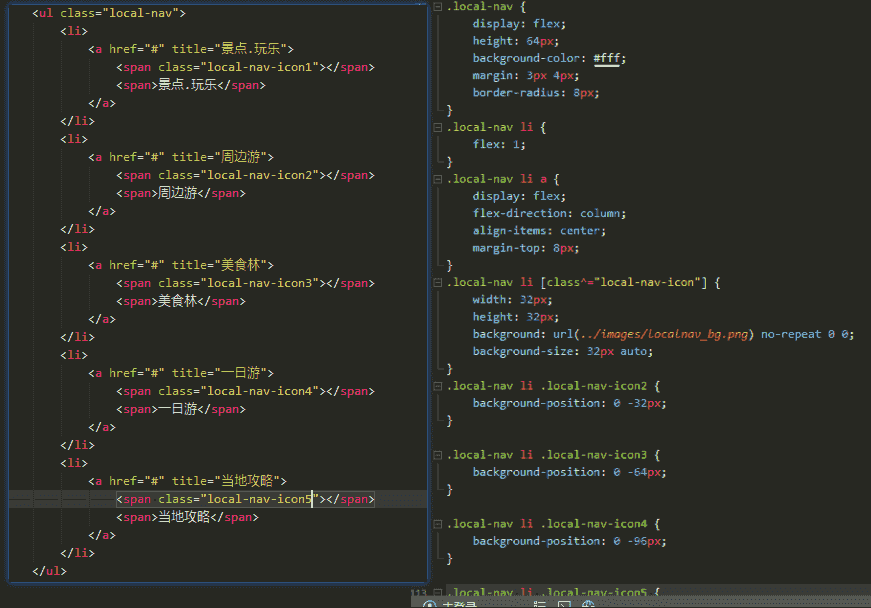 <ul class="local-nav">
<li>
<a href="#" title="景点.玩乐">
<span class="local-nav-icon1"></span>
<span>景点.玩乐</span>
</a>
</li>
<li>
<a href="#" title="周边游">
<span class="local-nav-icon2"></span>
<span>周边游</span>
</a>
</li>
<li>
<a href="#" title="美食林">
<span class="local-nav-icon3"></span>
<span>美食林</span>
</a>
</li>
<li>
<a href="#" title="一日游">
<span class="local-nav-icon4"></span>
<span>一日游</span>
</a>
</li>
<li>
<a href="#" title="当地攻略">
<span class="local-nav-icon5"></span>
<span>当地攻略</span>
</a>
</li>
</ul>
.local-nav {
display: flex;
height: 64px;
background-color: #fff;
margin: 3px 4px;
border-radius: 8px;
}
.local-nav li {
flex: 1;
}
.local-nav li a {
display: flex;
flex-direction: column;
align-items: center;
margin-top: 8px;
}
.local-nav li [class^="local-nav-icon"] {
width: 32px;
height: 32px;
background: url(../images/localnav_bg.png) no-repeat 0 0;
background-size: 32px auto;
}
.local-nav li .local-nav-icon2 {
background-position: 0 -32px;
}
.local-nav li .local-nav-icon3 {
background-position: 0 -64px;
}
.local-nav li .local-nav-icon4 {
background-position: 0 -96px;
}
113 .local-nav li .local-nav-icon5 {
未登录